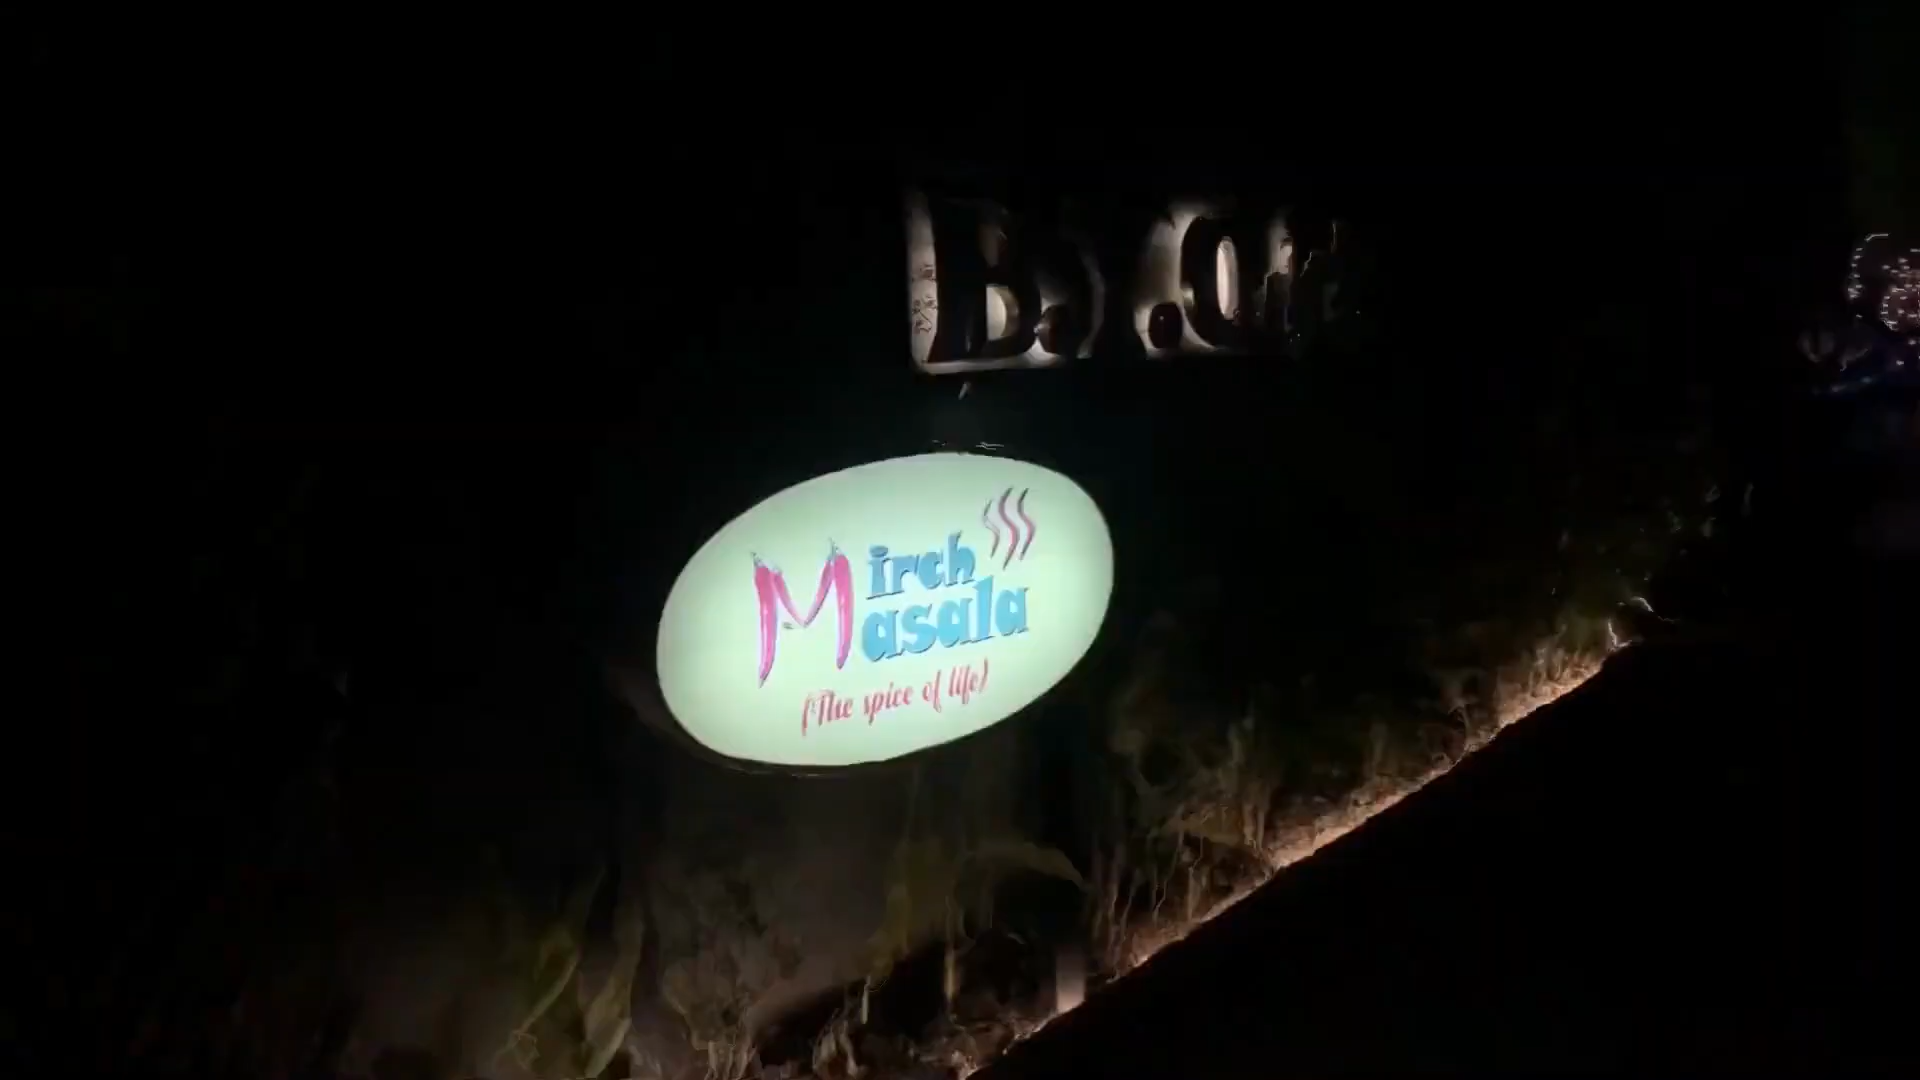 Mirch
Masala
(The spice of life)